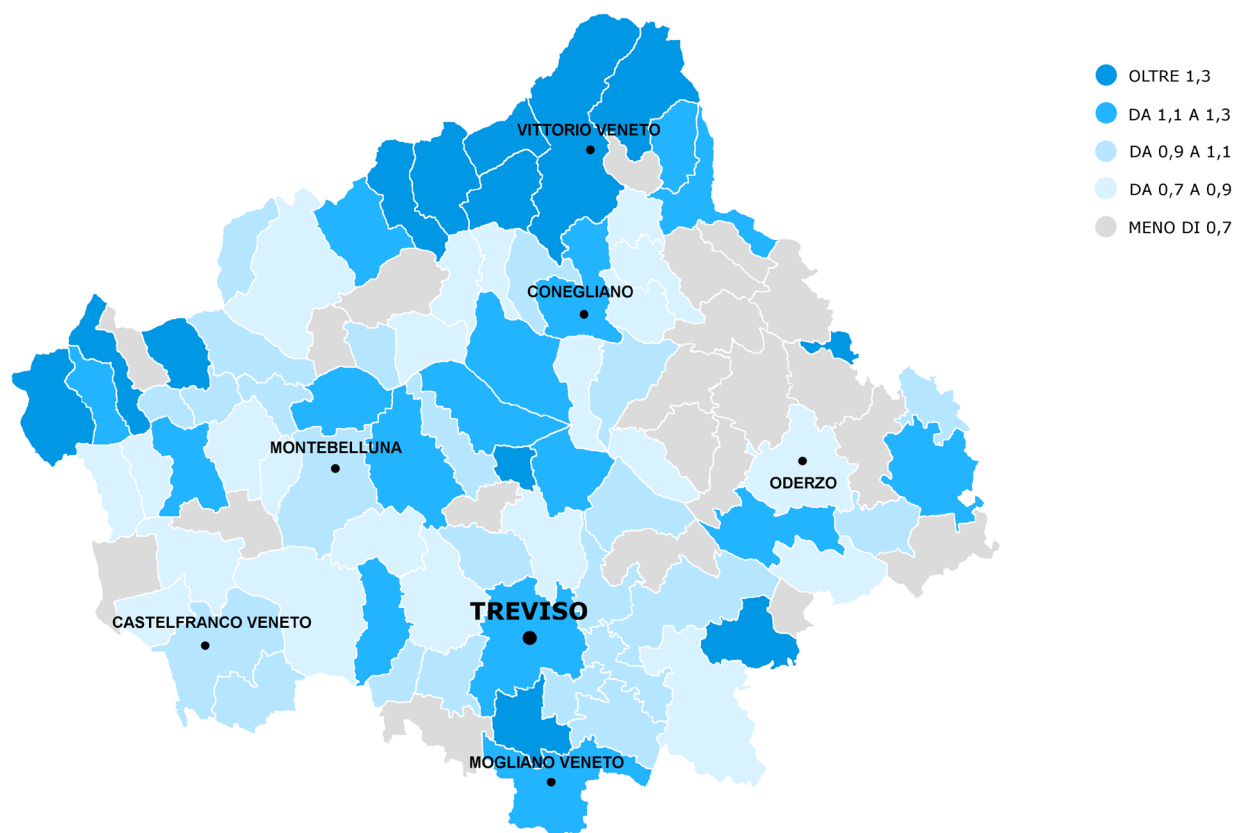 OLTRE 1,3
DA 1,1 A 1,3
VITTORIO VENETO
DA 0,9 A 1,1
DA 0,7 A 0,9
MENO DI 0,7
CONEGLIANO
MONTEBELLUNA
ODERZO
TREVISO
CASTELFRANCO VENETO
MOGLIANO VENETO